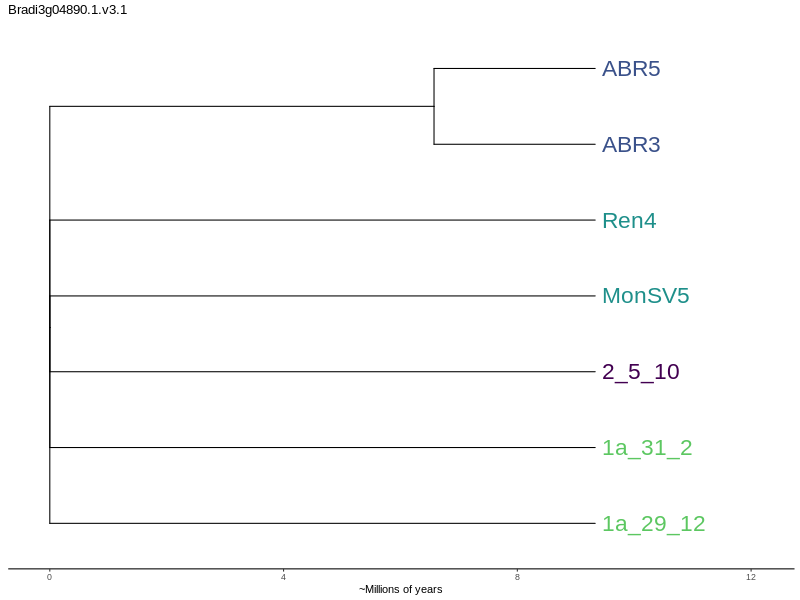 Bradi3g04890.1.v3.1
ABR5
ABR3
Ren4
MonSV5
2_5_10
1a_31_2
1a_29_12
0 4 8 12
~Millions of years